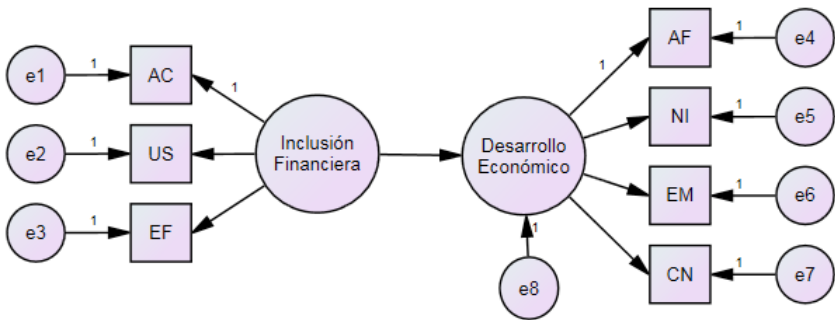 e1
1
AC
1
e2
1
US
e3
1
EF
Inclusión
Financiera
Desarrollo
Económico
1
e8
1
AF
1
e4
NI
1
e5
EM
1
e6
CN
1
e7